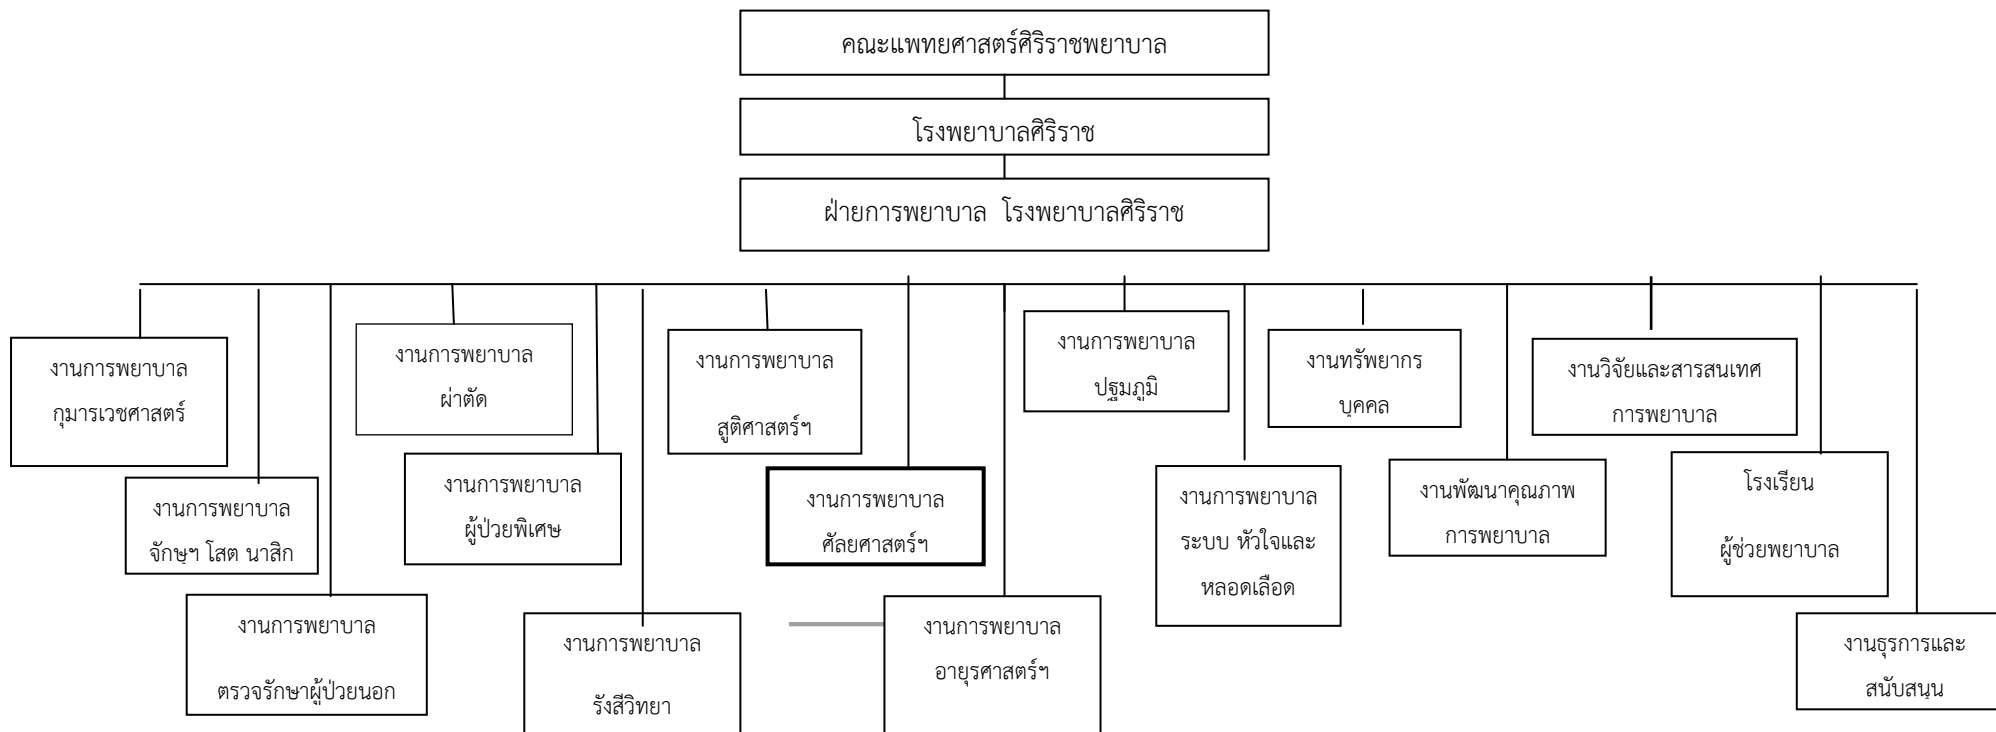 คณะแพทยศาสตร์ศิริราชพยาบาล
โรงพยาบาลศิริราช
ฝ่ายการพยาบาล โรงพยาบาลศิริราช
งานการพยาบาล
กุมารเวชศาสตร์
งานการพยาบาล
จักษุฯ โสต นาสิก
งานการพยาบาล
ตรวจรักษาผู้ป่วยนอก
งานการพยาบาล
ผ่าตัด
งานการพยาบาล
ผู้ป่วยพิเศษ
งานการพยาบาล
รังสีวิทยา
งานการพยาบาล
สูติศาสตร์ฯ
งานการพยาบาล
ศัลยศาสตร์ฯ
งานการพยาบาล
อายุรศาสตร์ฯ
งานการพยาบาล
ปฐมภูมิ
งานการพยาบาล
ระบบ หัวใจและ
หลอดเลือด
งานทรัพยากร
บุคคล
งานพัฒนาคุณภาพ
การพยาบาล
งานวิจัยและสารสนเทศ
การพยาบาล
โรงเรียน
ผู้ช่วยพยาบาล
งานธุรการและ
สนับสนุน